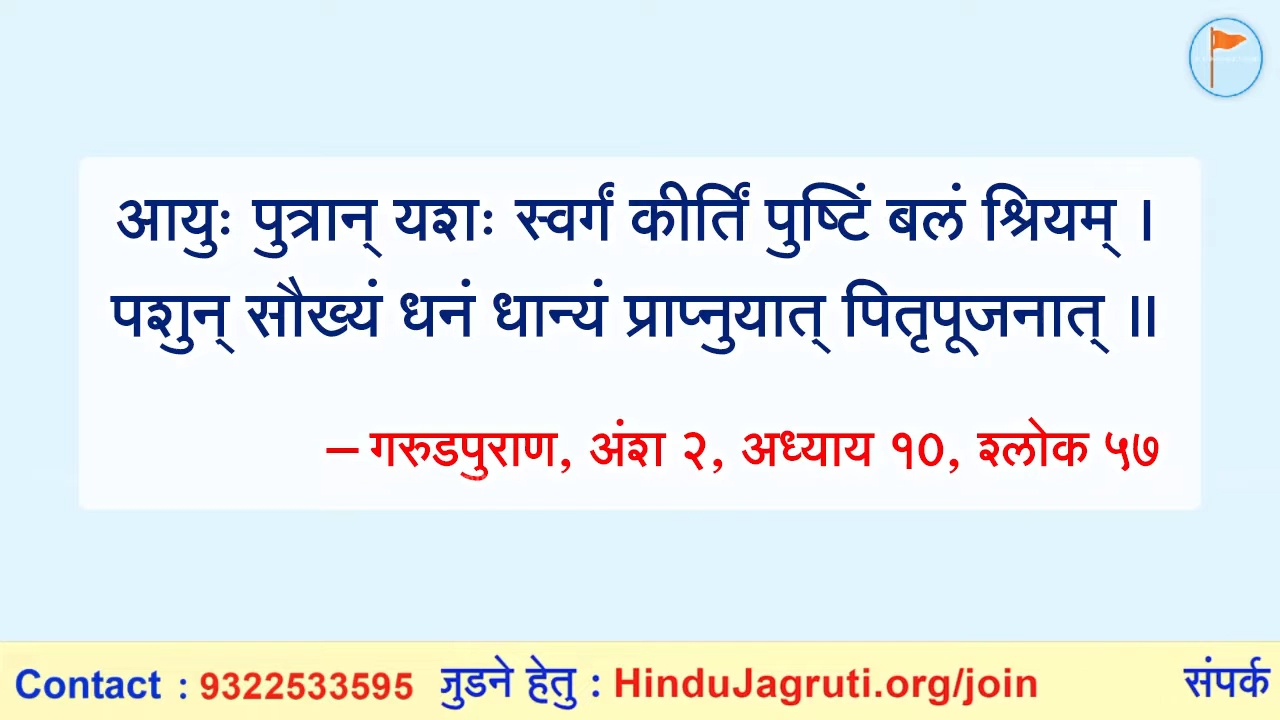 आयुः पुत्रान् यशः स्वर्गं कीर्तिं पुष्टिं बलं श्रियम् ।
पशुन् सौख्यं धनं धान्यं प्राप्नुयात् पितृपूजनात् ॥
– गरुडपुराण, अंश २, अध्याय १०, श्लोक ५७
Contact : 9322533595 जुडने हेतु : HinduJagruti.org/join संपर्क